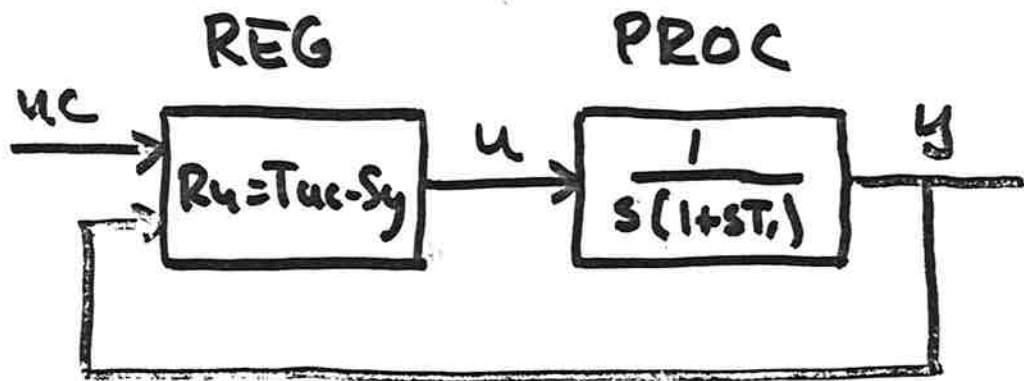 REG PROC
uc
u
y
Ru=Tuc-Sy
1
s(1+sT₁)